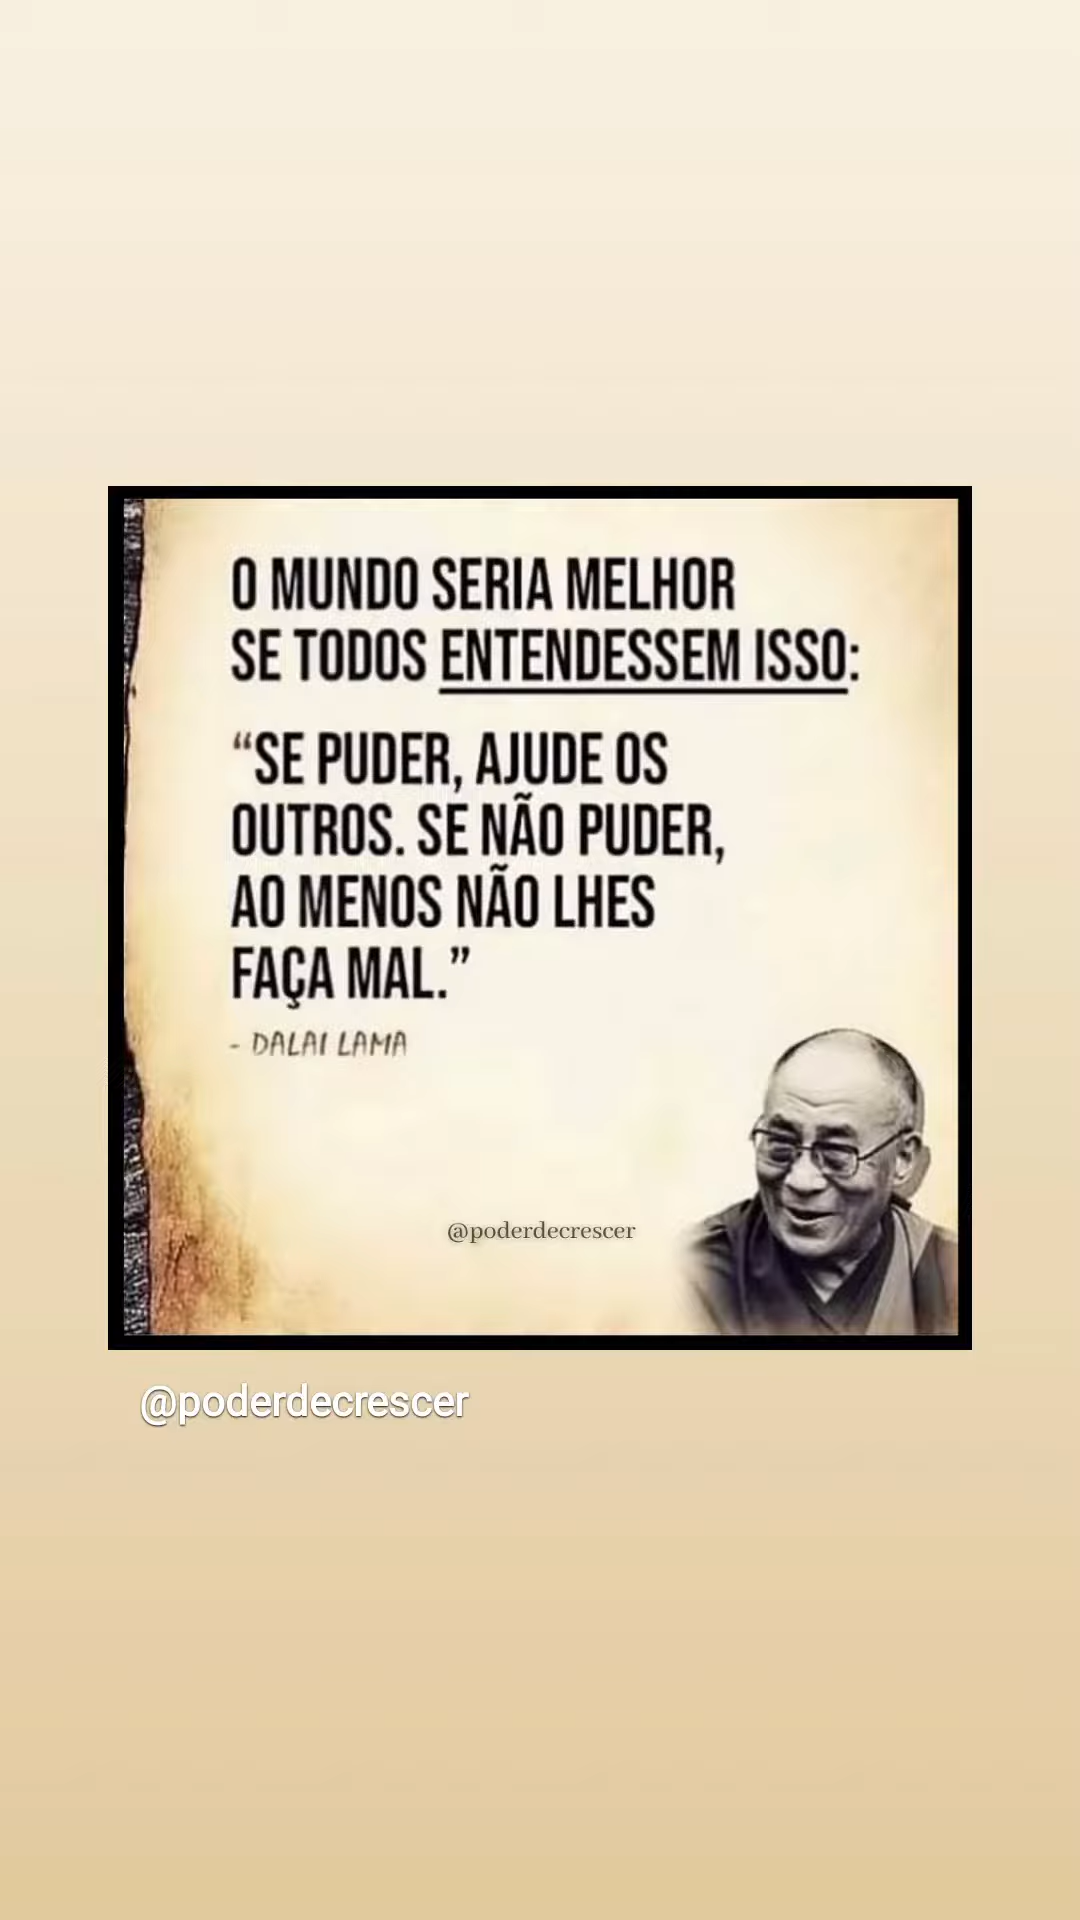 O MUNDO SERIA MELHOR
SE TODOS ENTENDESSEM ISSO:
“SE PUDER, AJUDE OS
OUTROS. SE NÃO PUDER,
AO MENOS NÃO LHES
FAÇA MAL.”
- DALAI LAMA
@poderdecrescer
@poderdecrescer